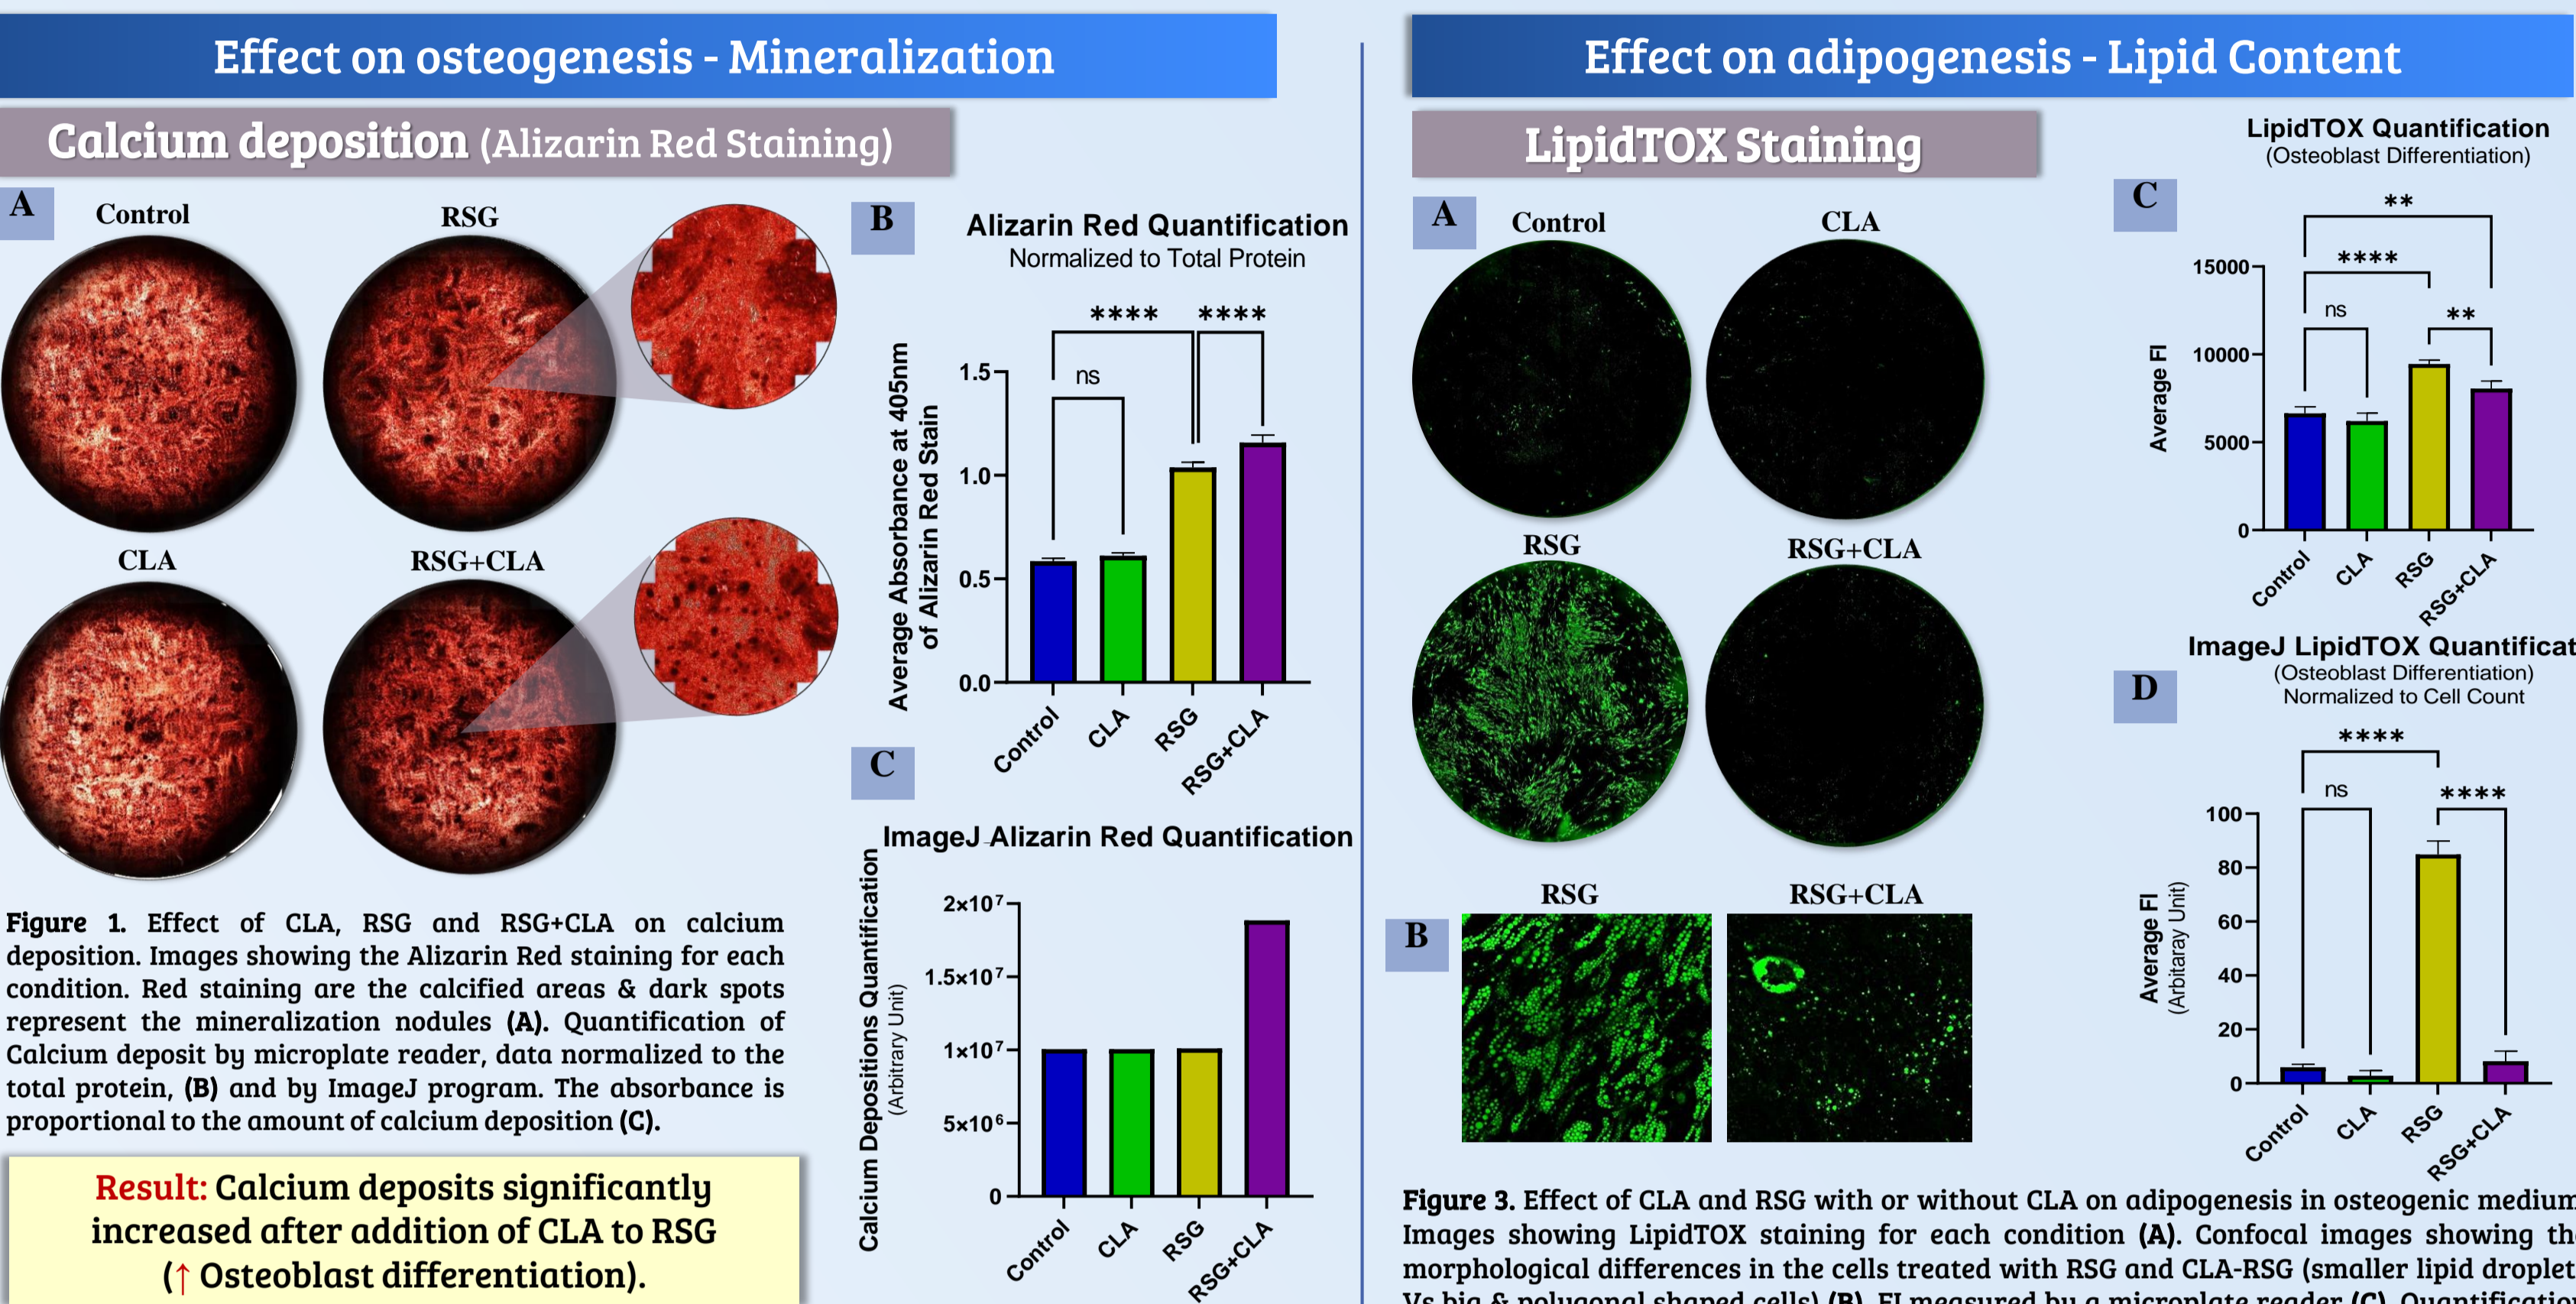 Effect on osteogenesis - Mineralization
Calcium deposition (Alizarin Red Staining)
A
Control
RSG
CLA
RSG+CLA
Figure 1. Effect of CLA, RSG and RSG+CLA on calcium
deposition. Images showing the Alizarin Red staining for each
condition. Red staining are the calcified areas & dark spots
represent the mineralization nodules (A). Quantification of
Calcium deposit by microplate reader, data normalized to the
total protein, (B) and by ImageJ program. The absorbance is
proportional to the amount of calcium deposition (C).
Result: Calcium deposits significantly
increased after addition of CLA to RSG
(↑ Osteoblast differentiation).
B
Alizarin Red Quantification
Normalized to Total Protein
**** ****
ns
Average Absorbance at 405nm
of Alizarin Red Stain
1.5
1.0
0.5
0.0
Control
CLA
RSG
RSG+CLA
C
ImageJ Alizarin Red Quantification
Calcium Depositions Quantification
(Arbitrary Unit)
2×10⁷
1.5×10⁷
1×10⁷
5×10⁶
0
Control
CLA
RSG
RSG+CLA
Effect on adipogenesis - Lipid Content
LipidTOX Staining
A
Control
CLA
RSG
RSG+CLA
B
RSG
RSG+CLA
C
LipidTOX Quantification
(Osteoblast Differentiation)
**
****
ns
**
Average FI
15000
10000
5000
0
Control
CLA
RSG
RSG+CLA
D
ImageJ LipidTOX Quantificat
(Osteoblast Differentiation)
Normalized to Cell Count
****
ns
****
Average FI
(Arbitaray Unit)
100
80
60
40
20
0
Control
CLA
RSG
RSG+CLA
Figure 3. Effect of CLA and RSG with or without CLA on adipogenesis in osteogenic medium
Images showing LipidTOX staining for each condition (A). Confocal images showing th
morphological differences in the cells treated with RSG and CLA-RSG (smaller lipid droplet
Vs big & polygonal shaped cells) (B). FI measured by a microplate reader (C). Quantificatio